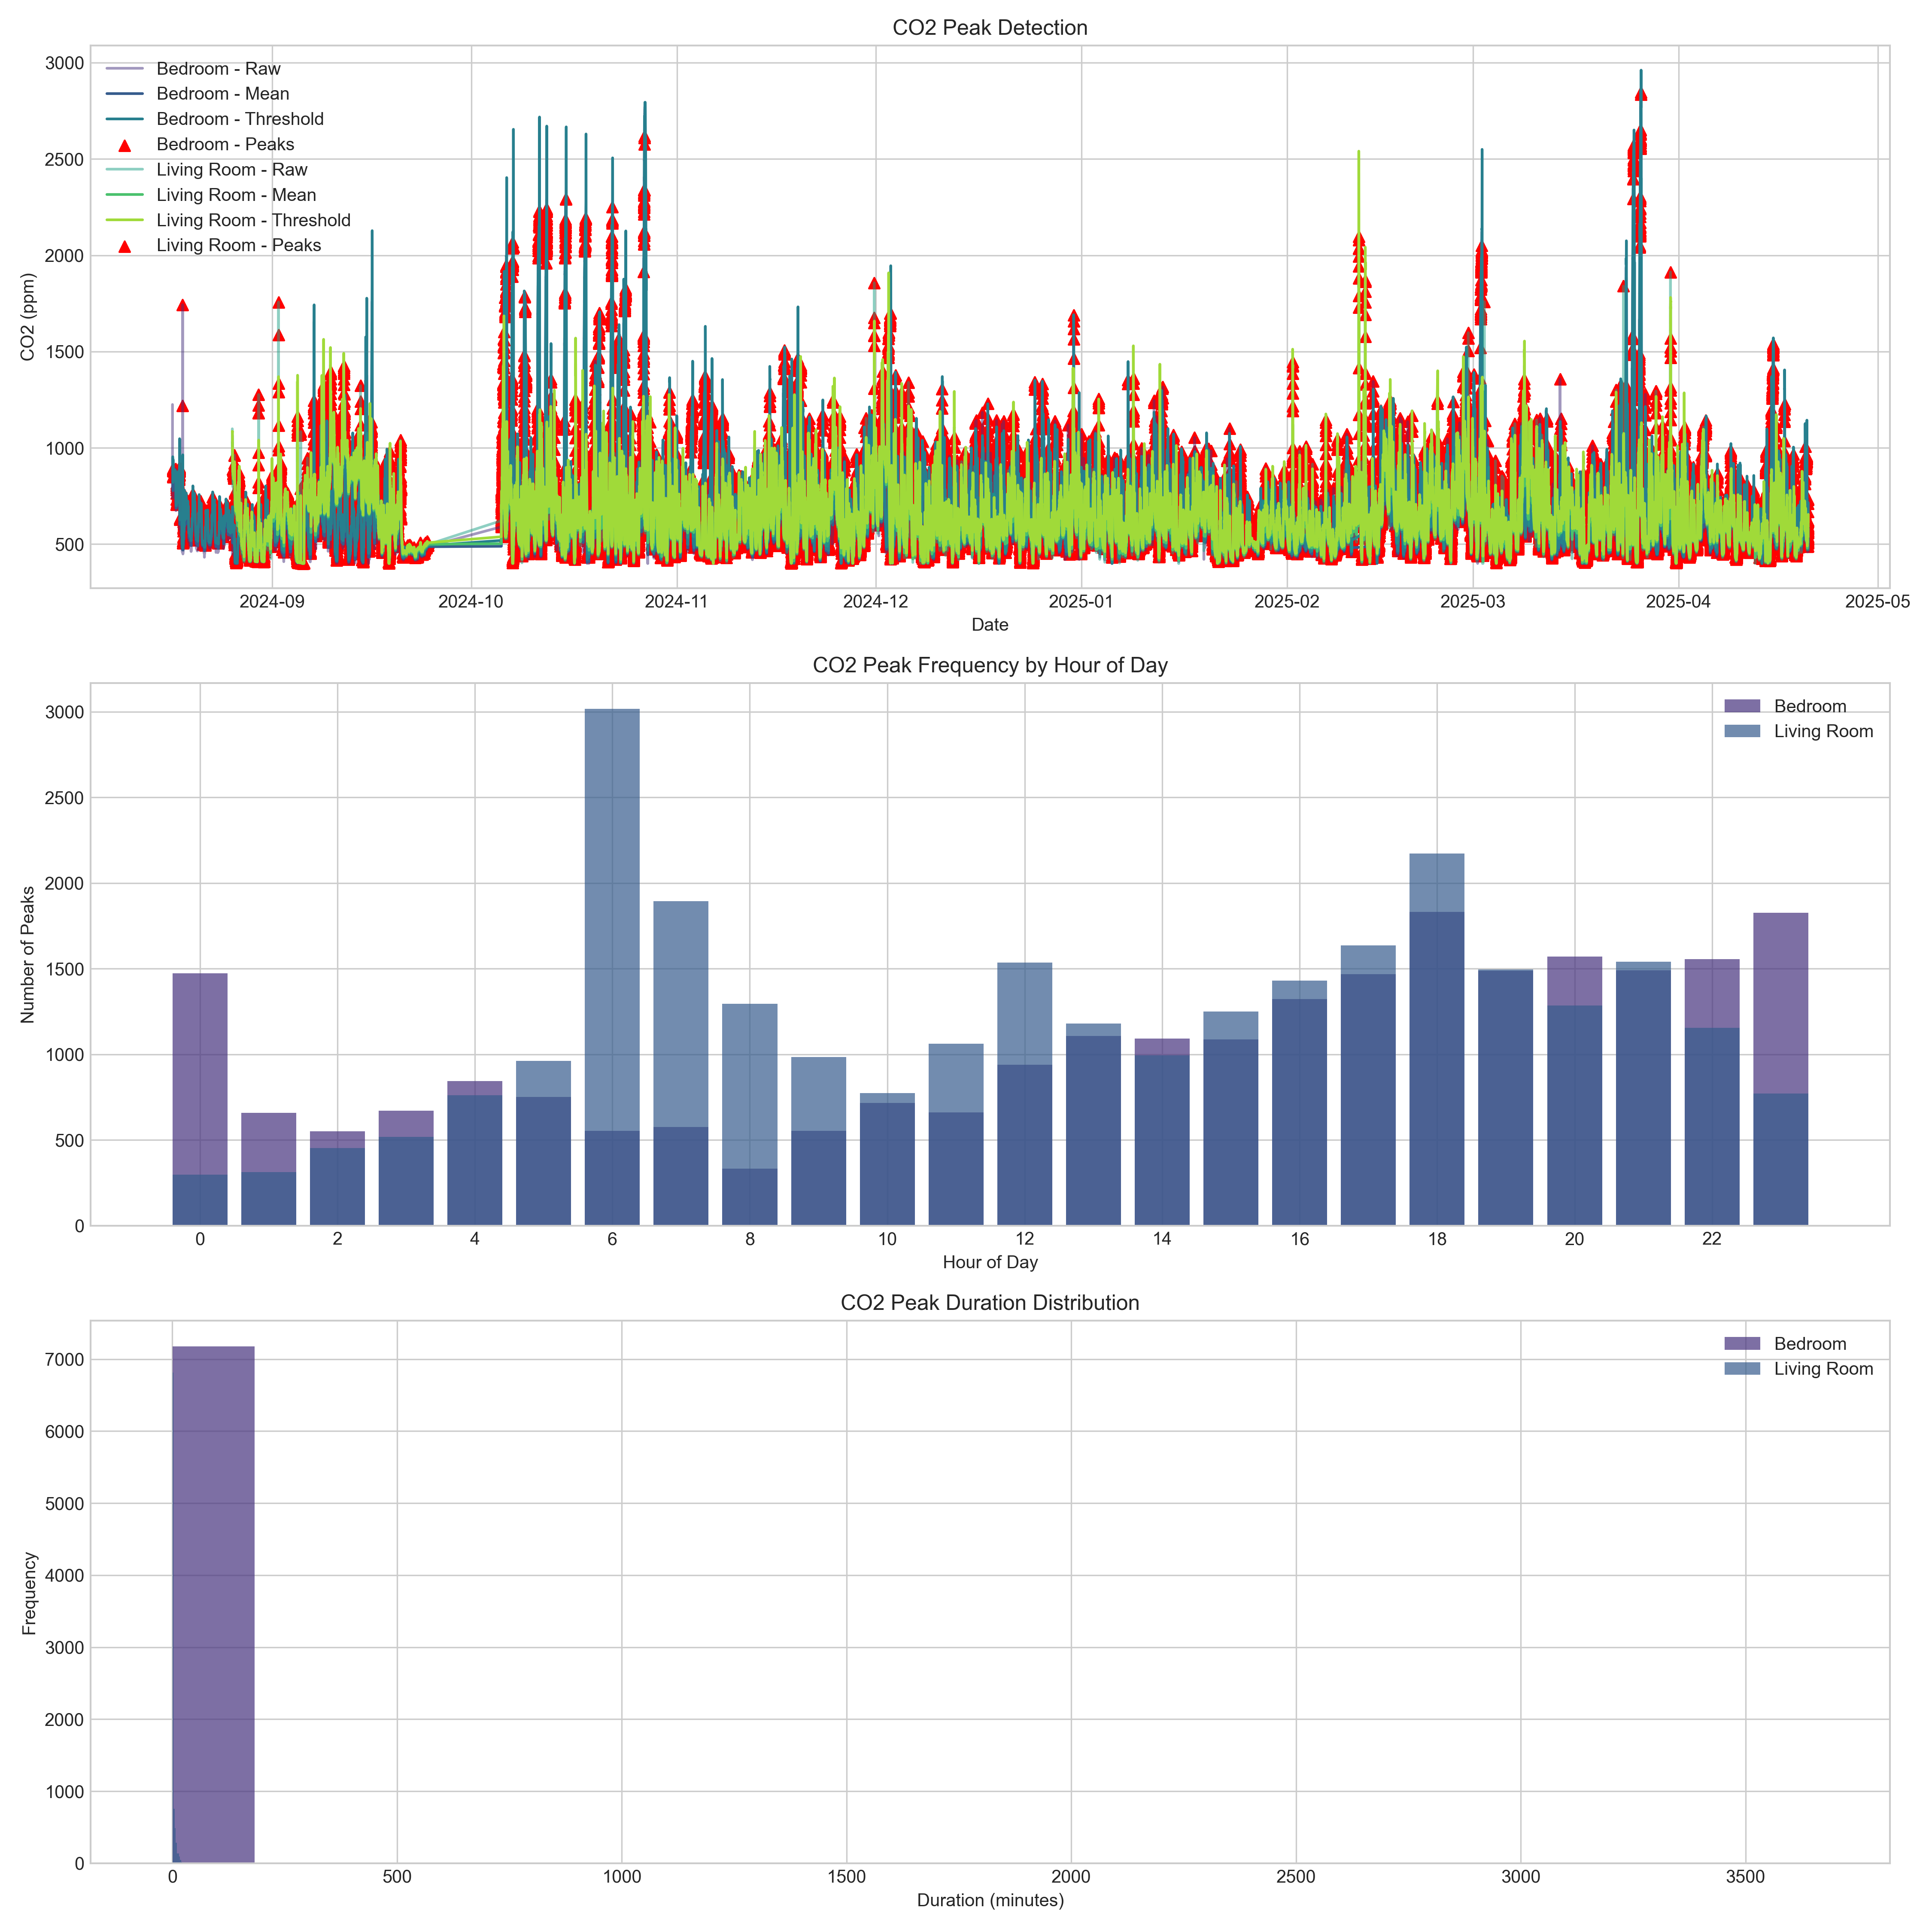 CO2 Peak Detection
3000
2500
2000
1500
1000
500
CO2 (ppm)
Bedroom - Raw
Bedroom - Mean
Bedroom - Threshold
Bedroom - Peaks
Living Room - Raw
Living Room - Mean
Living Room - Threshold
Living Room - Peaks
2024-09 2024-10 2024-11 2024-12 2025-01 2025-02 2025-03 2025-04 2025-05
Date
CO2 Peak Frequency by Hour of Day
3000
2500
2000
1500
1000
500
0
Number of Peaks
Bedroom
Living Room
0 2 4 6 8 10 12 14 16 18 20 22
Hour of Day
CO2 Peak Duration Distribution
7000
6000
5000
4000
3000
2000
1000
0
Frequency
Bedroom
Living Room
0 500 1000 1500 2000 2500 3000 3500
Duration (minutes)